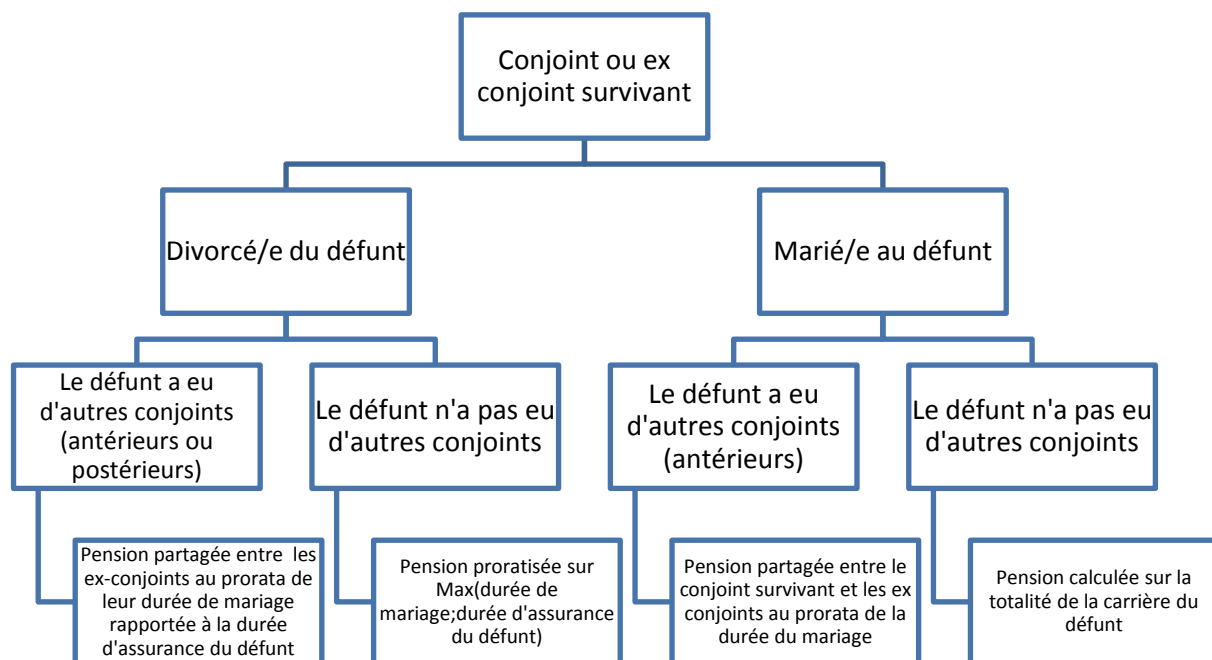 Conjoint ou ex
conjoint survivant
Divorcé/e du défunt
Marié/e au défunt
Le défunt a eu
d'autres conjoints
(antérieurs ou
postérieurs)
Le défunt n'a pas eu
d'autres conjoints
Le défunt a eu
d'autres conjoints
(antérieurs)
Le défunt n'a pas eu
d'autres conjoints
Pension partagée entre les
ex-conjoints au prorata de
leur durée de mariage
rapportée à la durée
d'assurance du défunt
Pension proratisée sur
Max(durée de
mariage;durée d'assurance
du défunt)
Pension partagée entre le
conjoint survivant et les ex
conjoints au prorata de la
durée du mariage
Pension calculée sur la
totalité de la carrière du
défunt